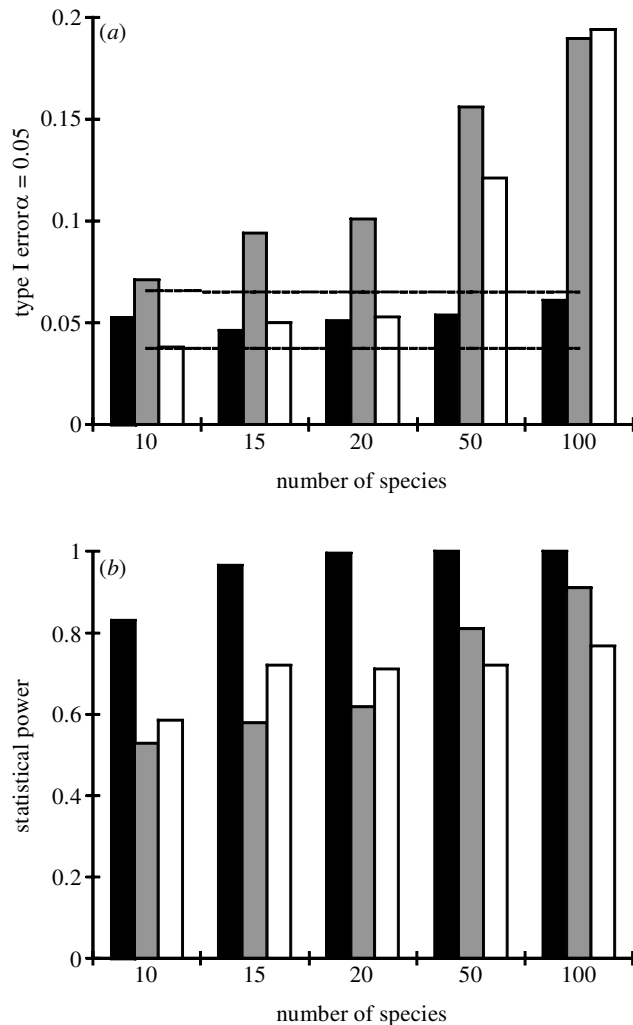 (a)
0.2
0.15
0.1
0.05
0
type I errorα = 0.05
10 15 20 50 100
number of species
(b)
1
0.8
0.6
0.4
0.2
0
statistical power
10 15 20 50 100
number of species